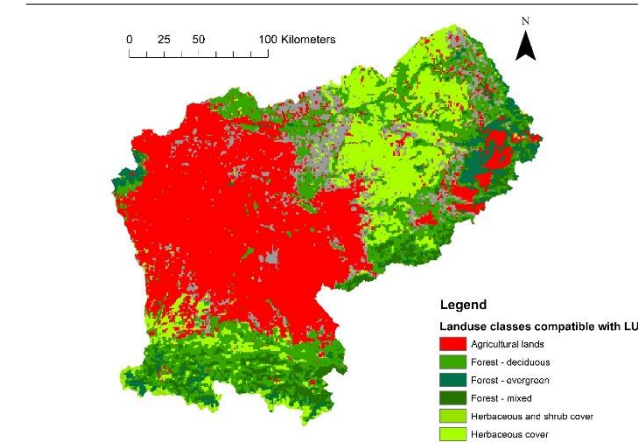 N
0 25 50 100 Kilometers
Legend
Landuse classes compatible with LU
Agricultural lands
Forest - deciduous
Forest - evergreen
Forest - mixed
Herbaceous and shrub cover
Herbaceous cover